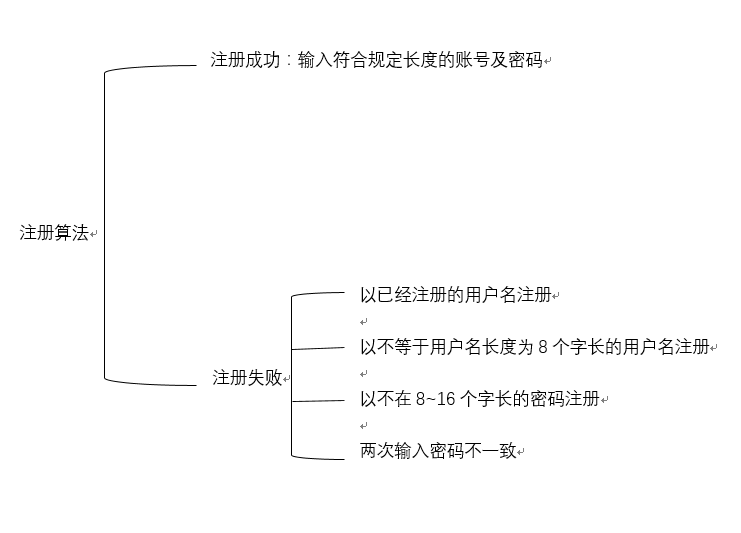 注册成功：输入符合规定长度的账号及密码
注册算法
以已经注册的用户名注册
以不等于用户名长度为 8 个字长的用户名注册
注册失败
以不在 8~16 个字长的密码注册
两次输入密码不一致